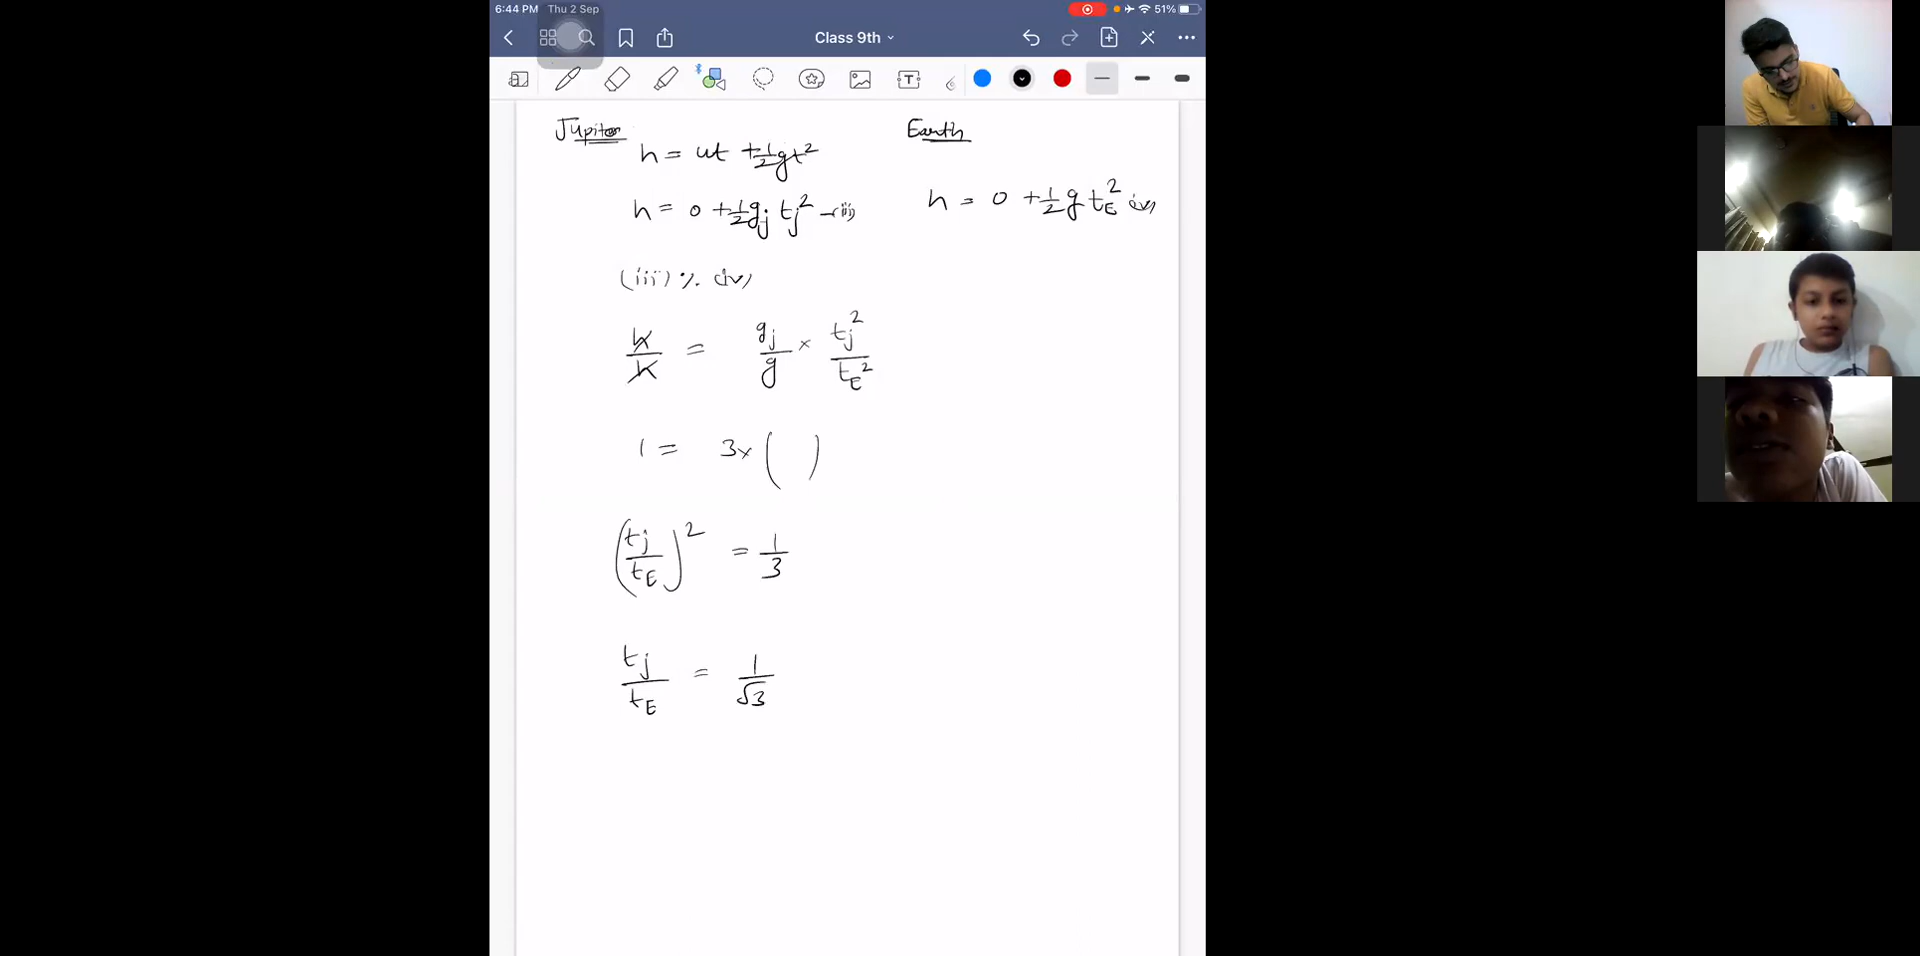 6:44 PM Thu 2 Sep 51%
Class 9th
T
Jupiter
h = ut + 1/2 gt²
h = 0 + 1/2 gj tj² -(iii)
Earth
h = 0 + 1/2 g tE² (iv)
(iii) % (iv)
h/h = gj/g × tj²/tE²
1 = 3× ( )
(tj/tE)² = 1/3
tj/tE = 1/√3